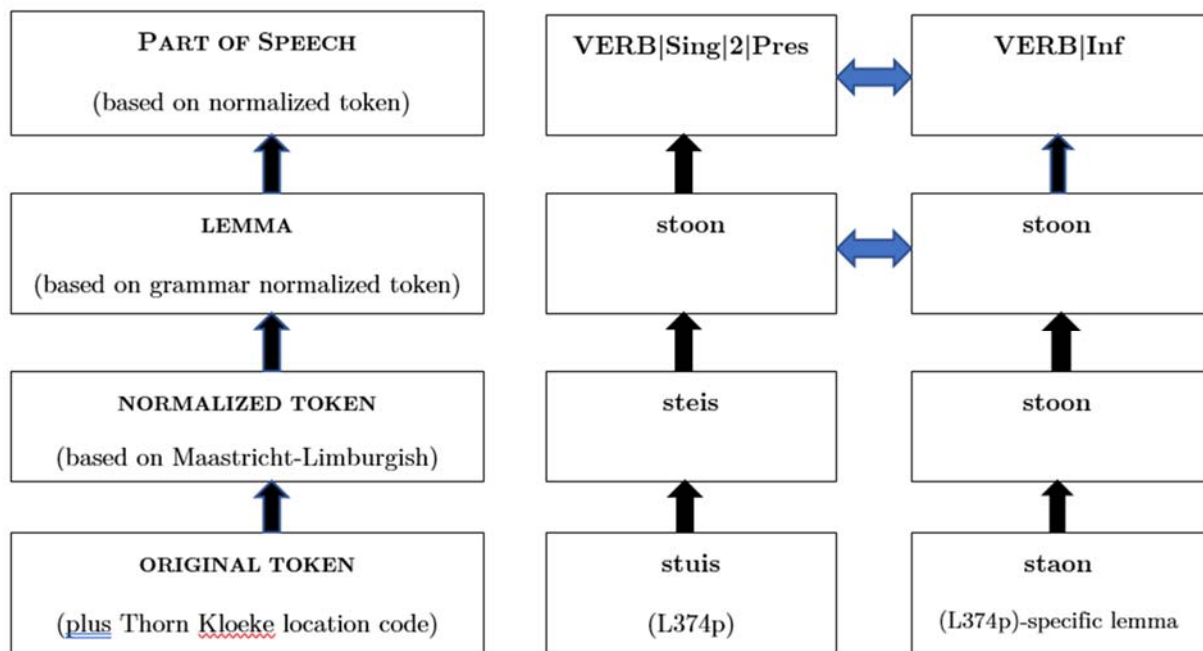 PART OF SPEECH
(based on normalized token)
VERB|Sing|2|Pres
VERB|Inf
LEMMA
(based on grammar normalized token)
stoon
stoon
NORMALIZED TOKEN
(based on Maastricht-Limburgish)
steis
stoon
ORIGINAL TOKEN
(plus Thorn Kloeke location code)
stuis
(L374p)
staon
(L374p)-specific lemma